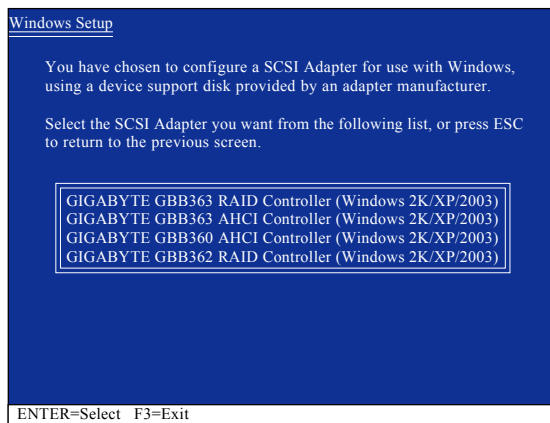 Windows Setup
You have chosen to configure a SCSI Adapter for use with Windows,
using a device support disk provided by an adapter manufacturer.
Select the SCSI Adapter you want from the following list, or press ESC
to return to the previous screen.
GIGABYTE GBB363 RAID Controller (Windows 2K/XP/2003)
GIGABYTE GBB363 AHCI Controller (Windows 2K/XP/2003)
GIGABYTE GBB360 AHCI Controller (Windows 2K/XP/2003)
GIGABYTE GBB362 RAID Controller (Windows 2K/XP/2003)
ENTER=Select F3=Exit